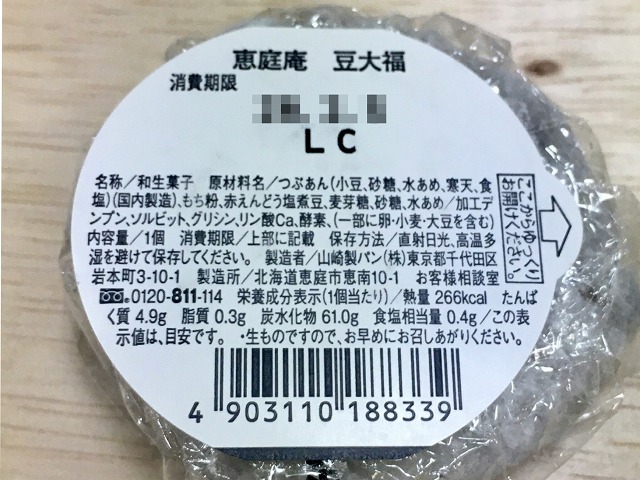 恵庭庵 豆大福
消費期限
LC
名称／和生菓子 原材料名／つぶあん(小豆、砂糖、水あめ、寒天、食
塩)(国内製造)、もち粉、赤えんどう塩煮豆、麦芽糖、砂糖、水あめ／加工デ
ンプン、ソルビット、グリシン、リン酸Ca、酵素、(一部に卵・小麦・大豆を含む)
内容量／1個 消費期限／上部に記載 保存方法／直射日光、高温多
湿を避けて保存してください。 製造者／山崎製パン(株)東京都千代田区
岩本町3-10-1 製造所／北海道恵庭市恵南10-1 お客様相談室
0120-811-114 栄養成分表示(1個当たり)／熱量 266kcal たんぱ
く質 4.9g 脂質 0.3g 炭水化物 61.0g 食塩相当量 0.4g／この表
示値は、目安です。 ・生ものですので、お早めにお召しあがりください。
4 903110 188339
ここからゆっくり
お開けください。